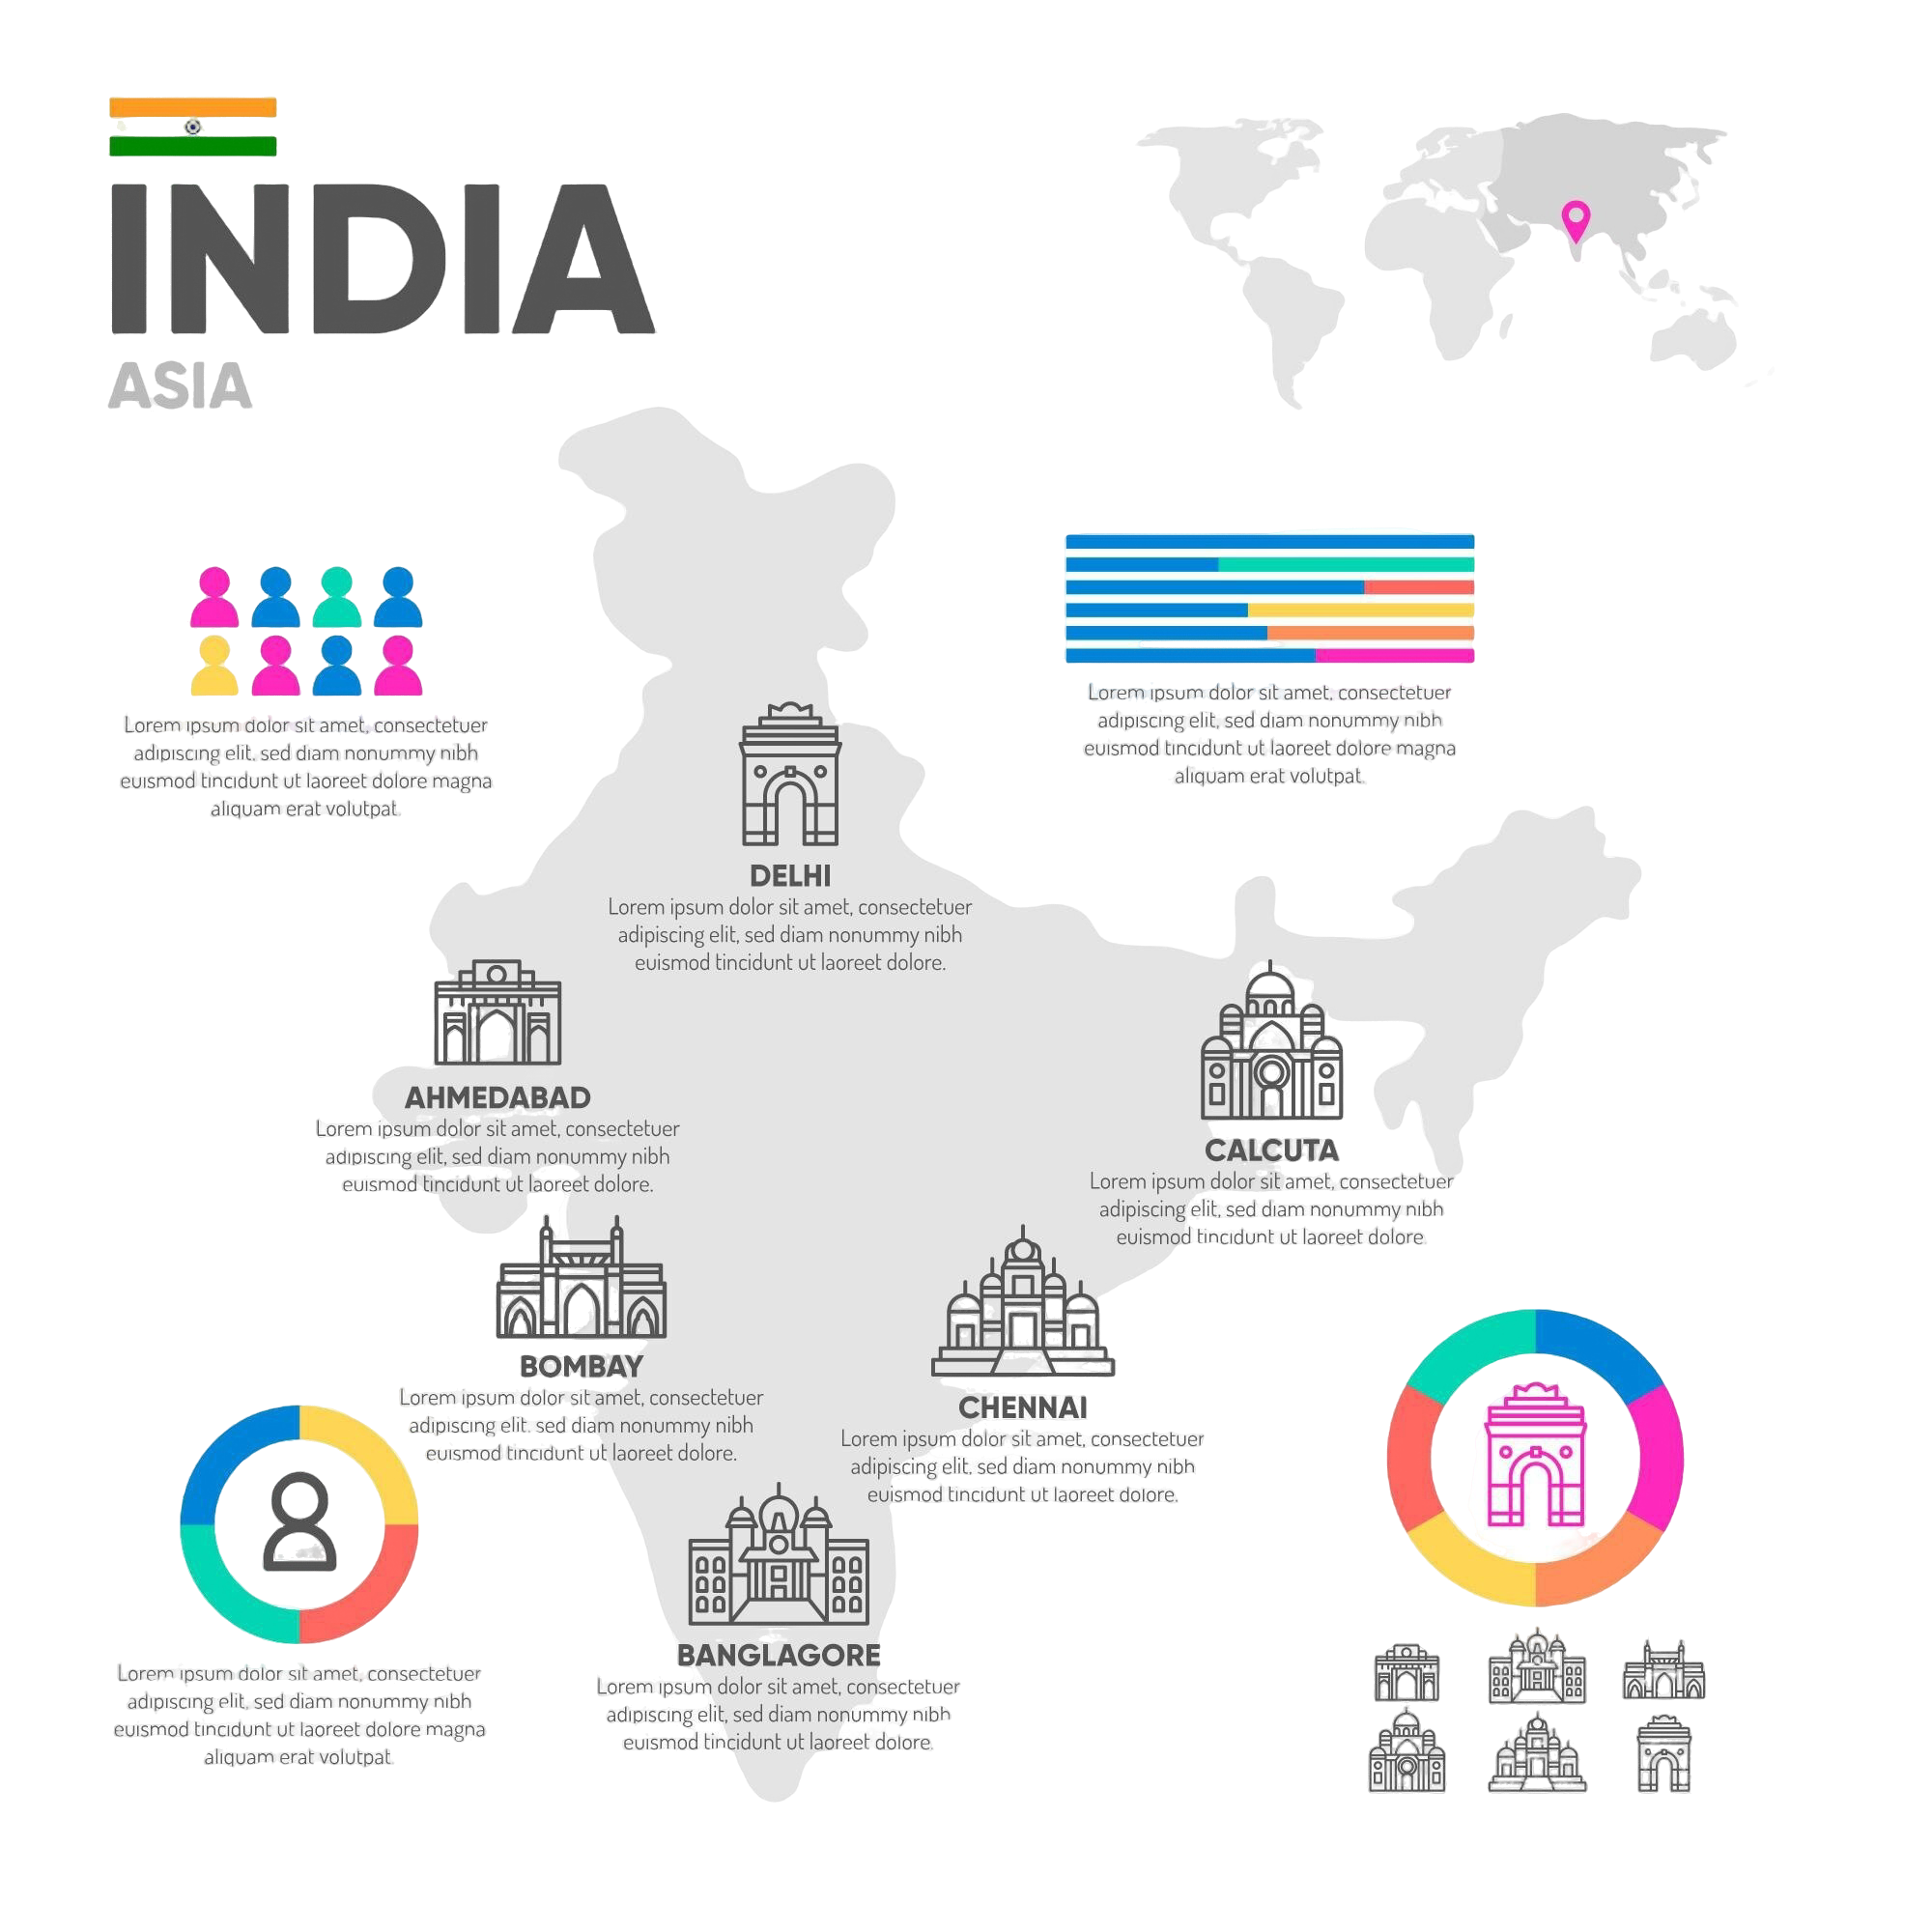 INDIA
ASIA
Lorem ipsum dolor sit amet, consectetuer
adipiscing elit, sed diam nonummy nibh
euismod tincidunt ut laoreet dolore magna
aliquam erat volutpat.
Lorem ipsum dolor sit amet, consectetuer
adipiscing elit, sed diam nonummy nibh
euismod tincidunt ut laoreet dolore magna
aliquam erat volutpat.
DELHI
Lorem ipsum dolor sit amet, consectetuer
adipiscing elit, sed diam nonummy nibh
euismod tincidunt ut laoreet dolore.
AHMEDABAD
Lorem ipsum dolor sit amet, consectetuer
adipiscing elit, sed diam nonummy nibh
euismod tincidunt ut laoreet dolore.
CALCUTA
Lorem ipsum dolor sit amet, consectetuer
adipiscing elit, sed diam nonummy nibh
euismod tincidunt ut laoreet dolore.
BOMBAY
Lorem ipsum dolor sit amet, consectetuer
adipiscing elit, sed diam nonummy nibh
euismod tincidunt ut laoreet dolore.
CHENNAI
Lorem ipsum dolor sit amet, consectetuer
adipiscing elit, sed diam nonummy nibh
euismod tincidunt ut laoreet dolore.
BANGLAGORE
Lorem ipsum dolor sit amet, consectetuer
adipiscing elit, sed diam nonummy nibh
euismod tincidunt ut laoreet dolore.
Lorem ipsum dolor sit amet, consectetuer
adipiscing elit, sed diam nonummy nibh
euismod tincidunt ut laoreet dolore magna
aliquam erat volutpat.